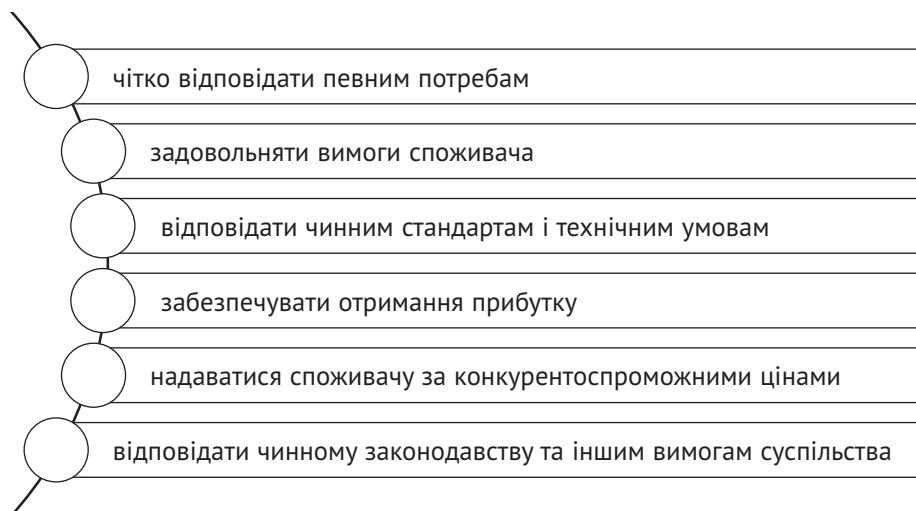 чітко відповідати певним потребам
задовольняти вимоги споживача
відповідати чинним стандартам і технічним умовам
забезпечувати отримання прибутку
надаватися споживачу за конкурентоспроможними цінами
відповідати чинному законодавству та іншим вимогам суспільства